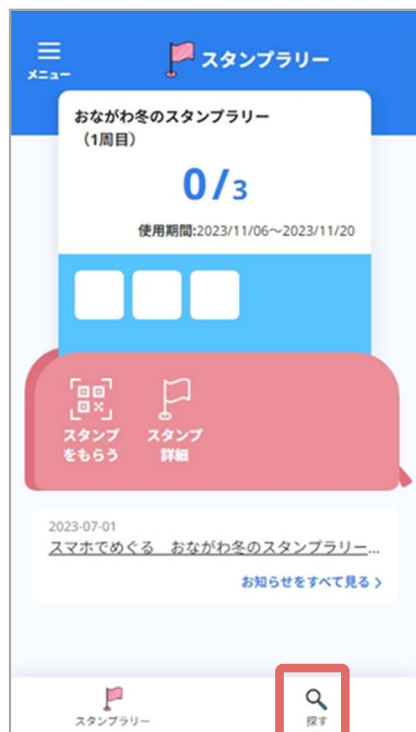 メニュー
スタンプラリー
おながわ冬のスタンプラリー
（1周目）
0/3
使用期間:2023/11/06～2023/11/20
スタンプ
をもらう
スタンプ
詳細
2023-07-01
スマホでめぐる　おながわ冬のスタンプラリー...
お知らせをすべて見る
スタンプラリー
探す